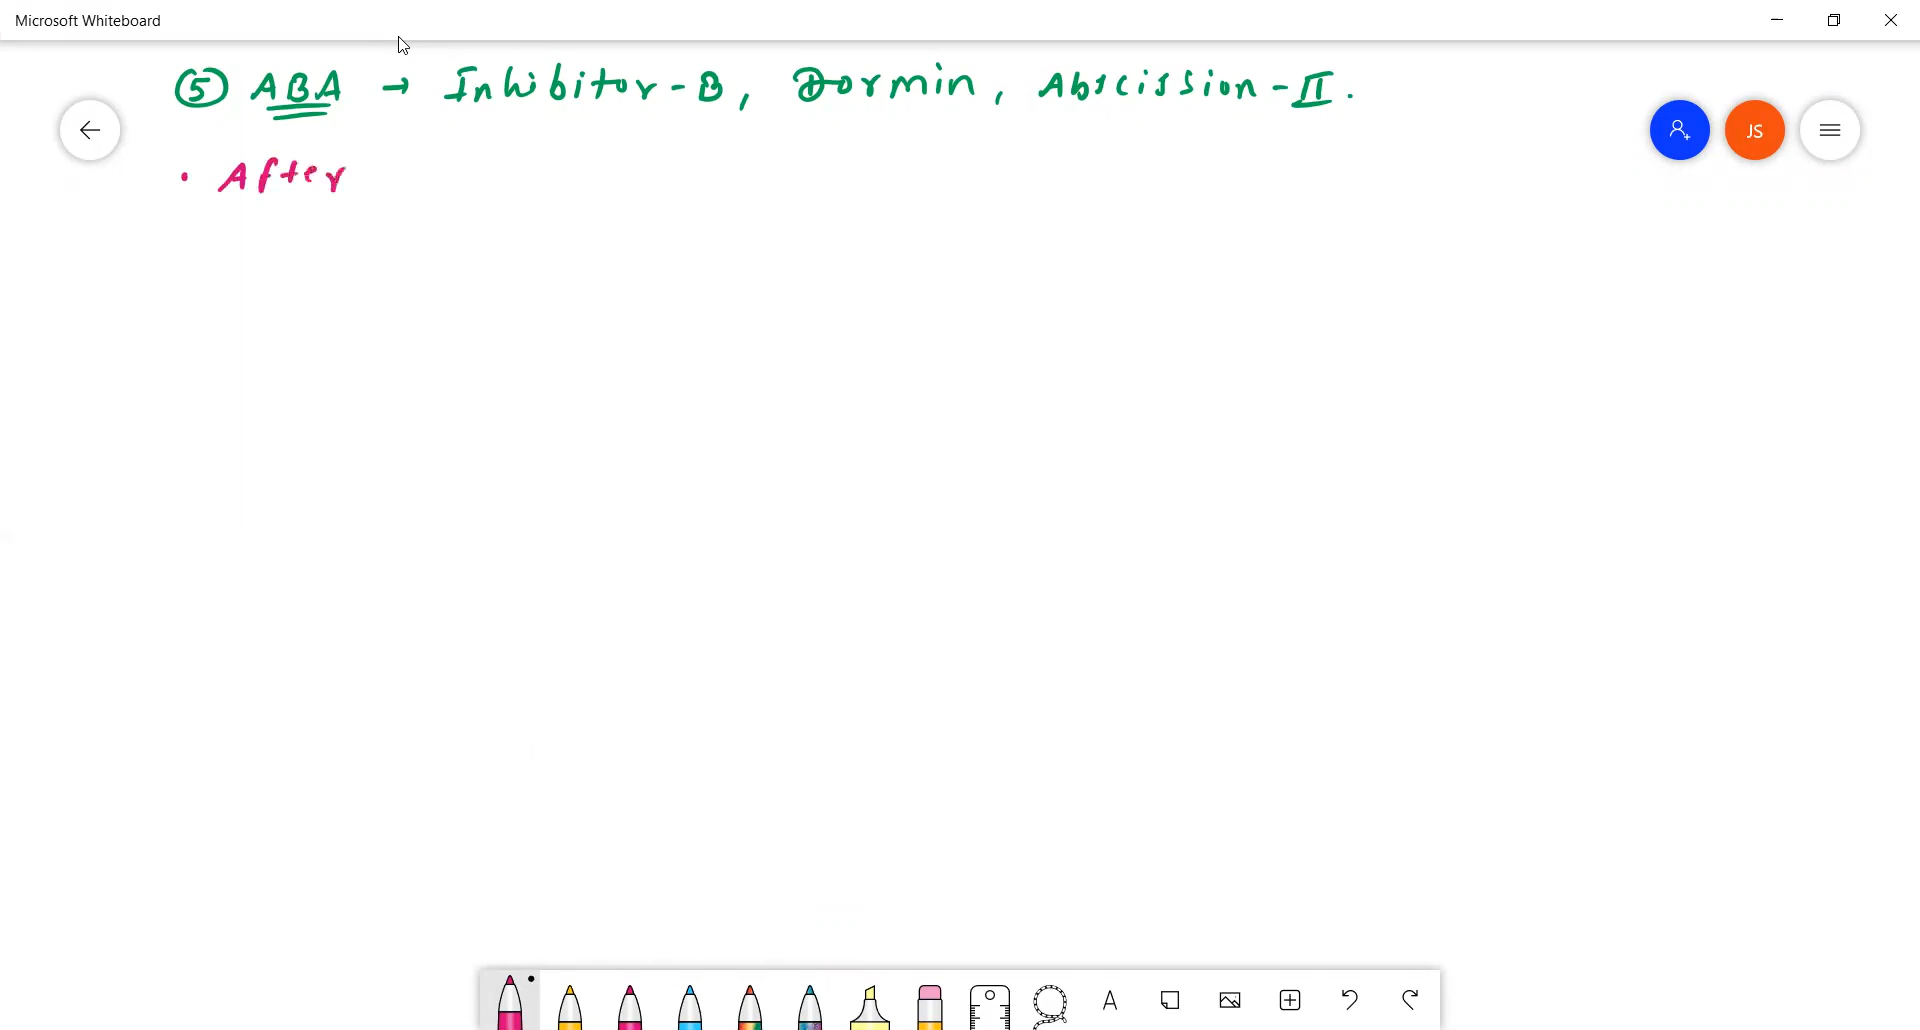 Microsoft Whiteboard
⑤ ABA → Inhibitor-B, Dormin, Abscission-II.
JS
• After